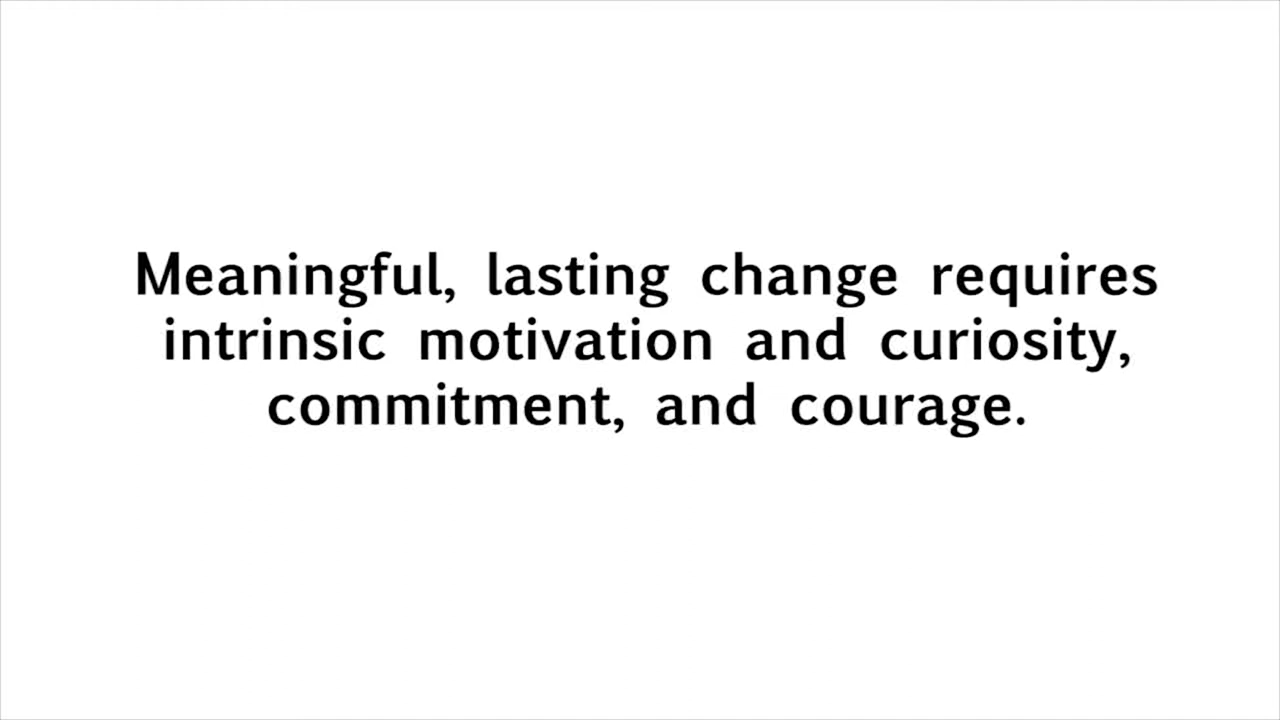 Meaningful, lasting change requires
intrinsic motivation and curiosity,
commitment, and courage.